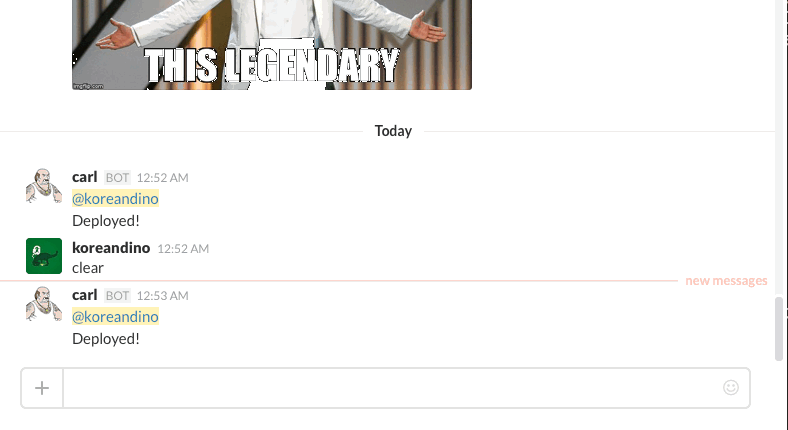 THIS LEGENDARY
imgflip.com
Today
carl BOT 12:52 AM
@koreandino
Deployed!
koreandino 12:52 AM
clear
new messages
carl BOT 12:53 AM
@koreandino
Deployed!